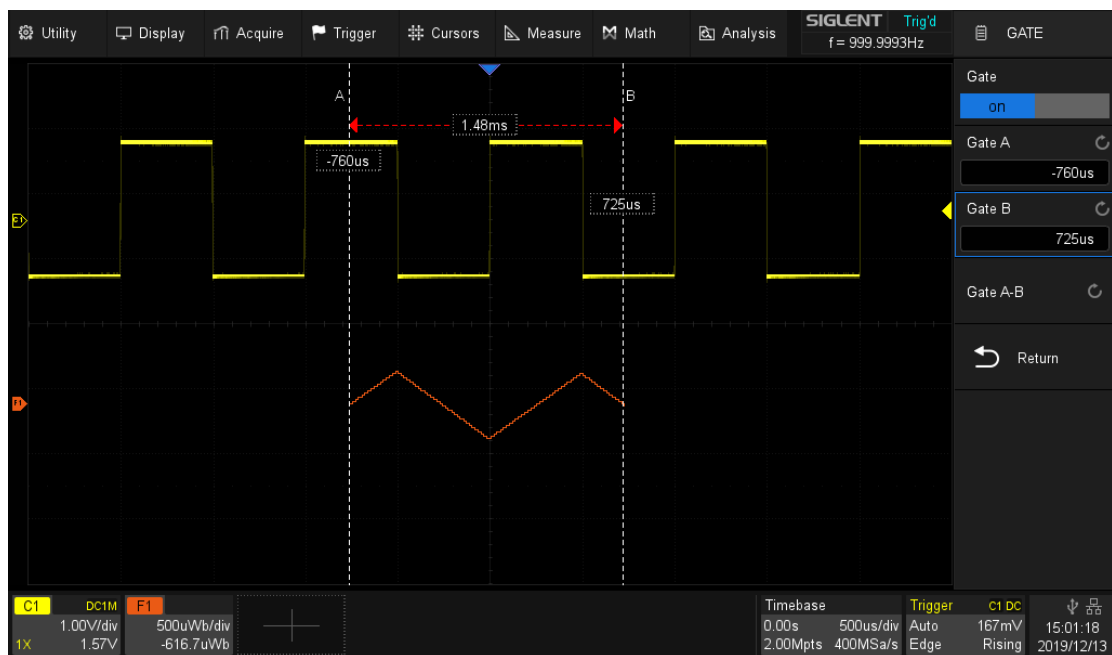 Utility Display Acquire Trigger Cursors Measure Math Analysis
SIGLENT Trig'd
f = 999.9993Hz
GATE
Gate
on
Gate A
-760us
Gate B
725us
Gate A-B
Return
A B
1.48ms
-760us
725us
C1
F1
C1 DC1M
1.00V/div
1X 1.57V
F1
500uWb/div
-616.7uWb
Timebase
0.00s 500us/div
2.00Mpts 400MSa/s
Trigger C1 DC
Auto 167mV
Edge Rising
15:01:18
2019/12/13